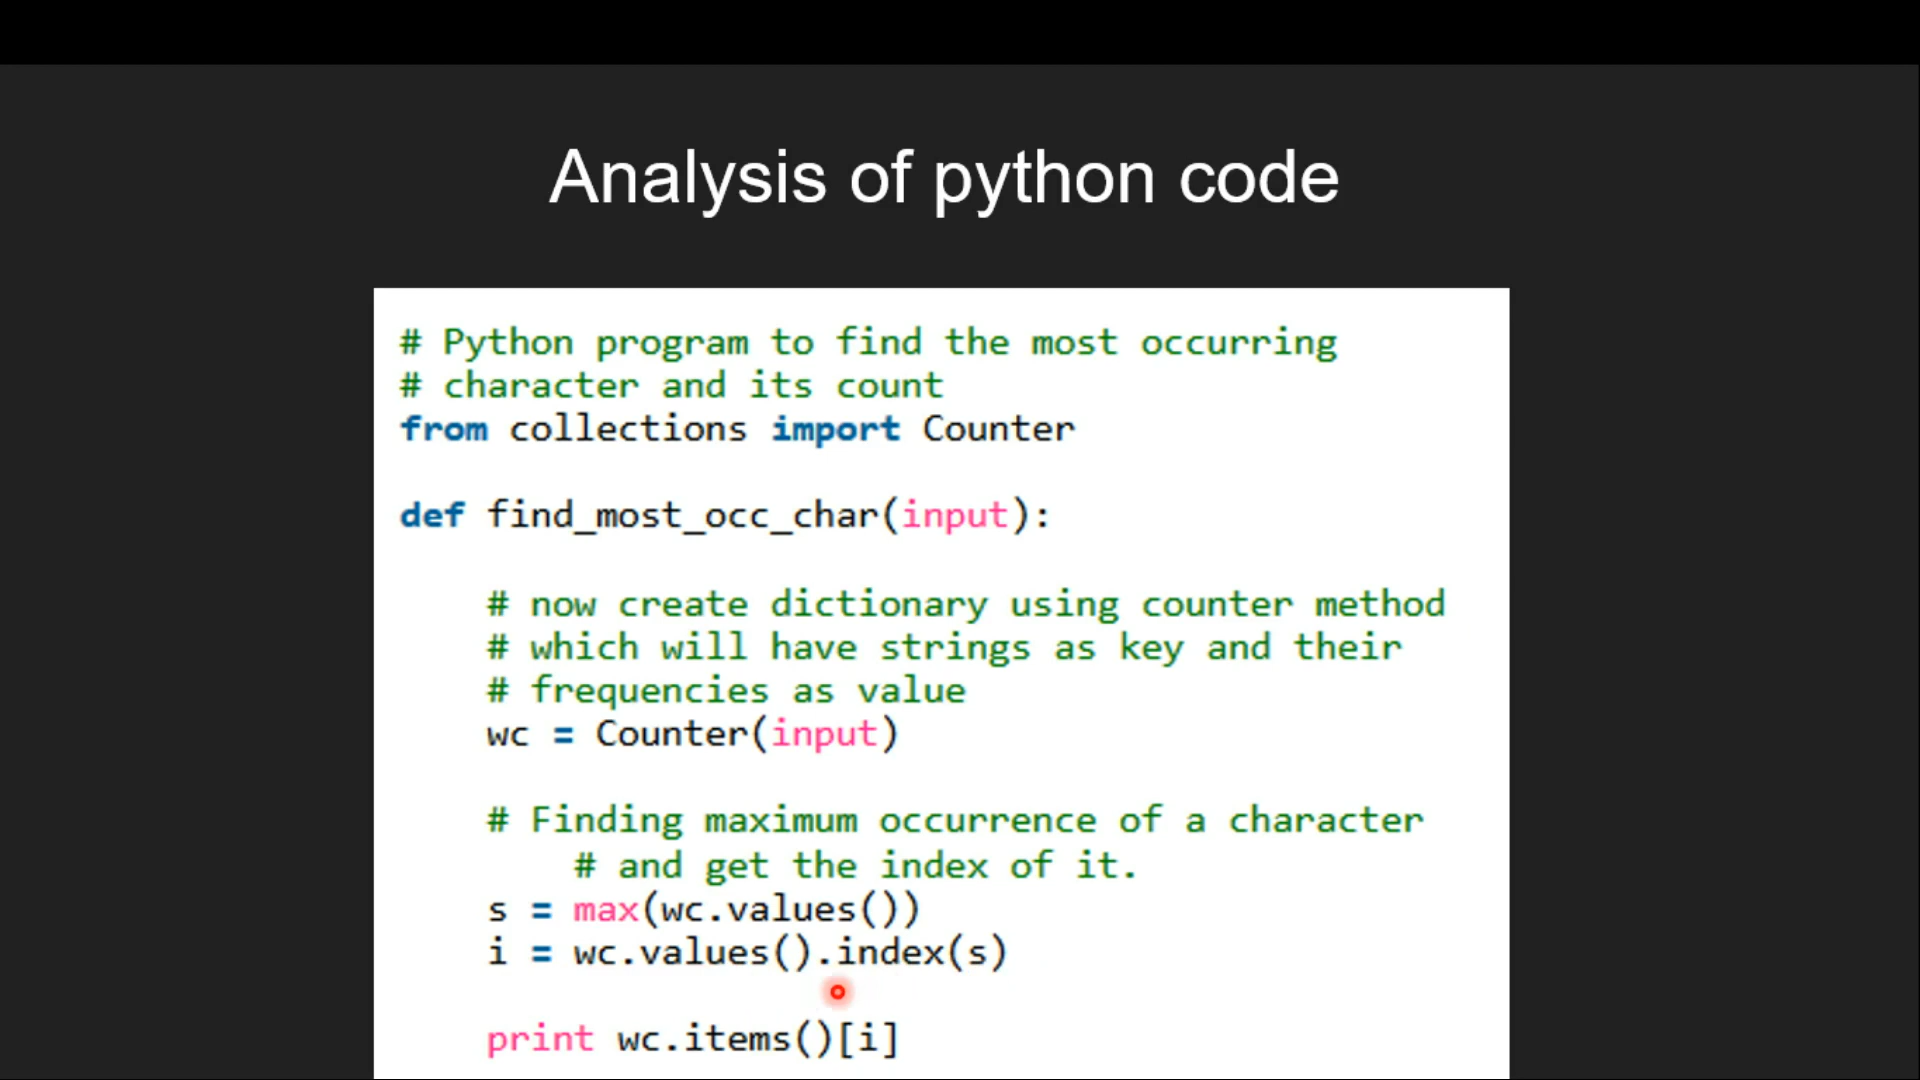 Analysis of python code
# Python program to find the most occurring
# character and its count
from collections import Counter
def find_most_occ_char(input):
# now create dictionary using counter method
# which will have strings as key and their
# frequencies as value
wc = Counter(input)
# Finding maximum occurrence of a character
# and get the index of it.
s = max(wc.values())
i = wc.values().index(s)
print wc.items()[i]